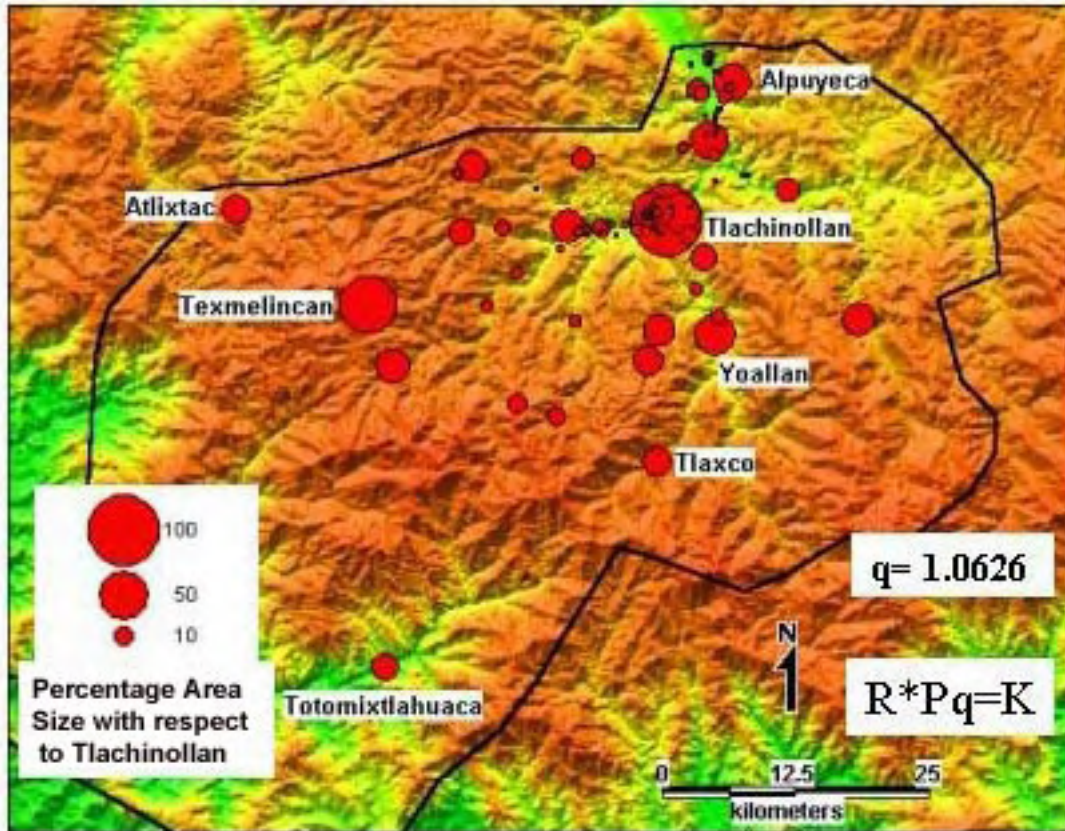 Alpuyeca
Atlixtac
Tlachinollan
Texmelincan
Yoallan
Tlaxco
100
50
10
Percentage Area
Size with respect
to Tlachinollan
Totomixtlahuaca
q= 1.0626
N
R*Pq=K
0 12.5 25
kilometers